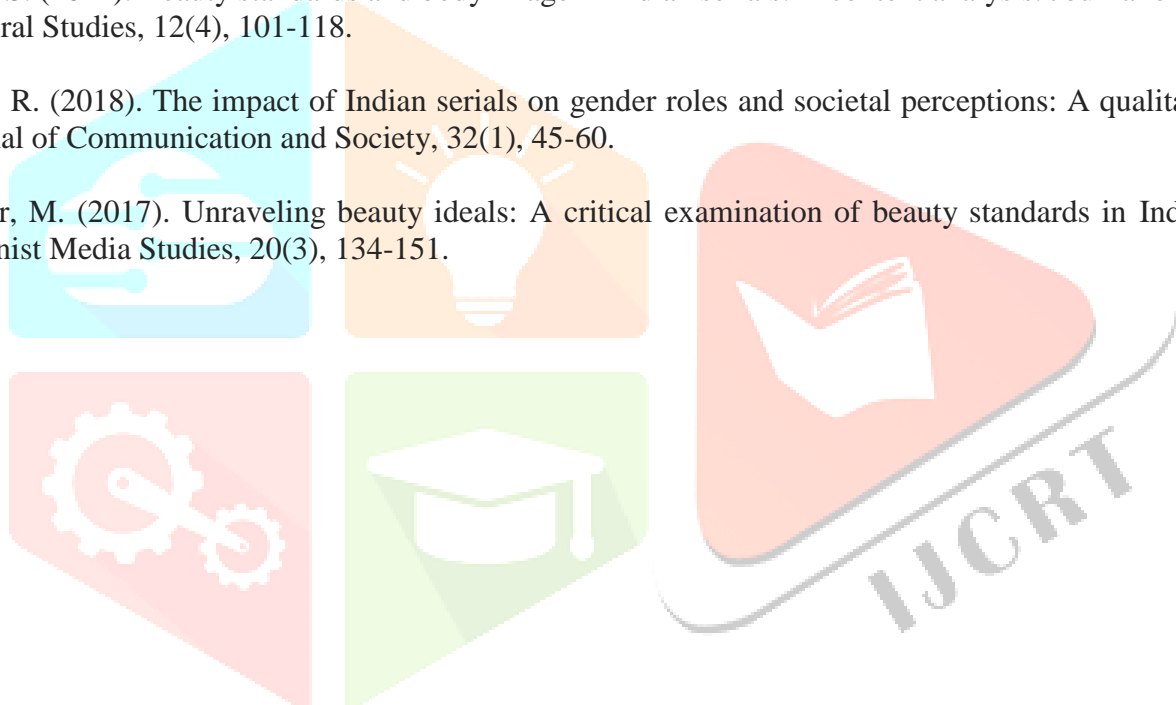 ral Studies, 12(4), 101-118.
R. (2018). The impact of Indian serials on gender roles and societal perceptions: A qualita
al of Communication and Society, 32(1), 45-60.
r, M. (2017). Unraveling beauty ideals: A critical examination of beauty standards in Ind
nist Media Studies, 20(3), 134-151.
IJCRT